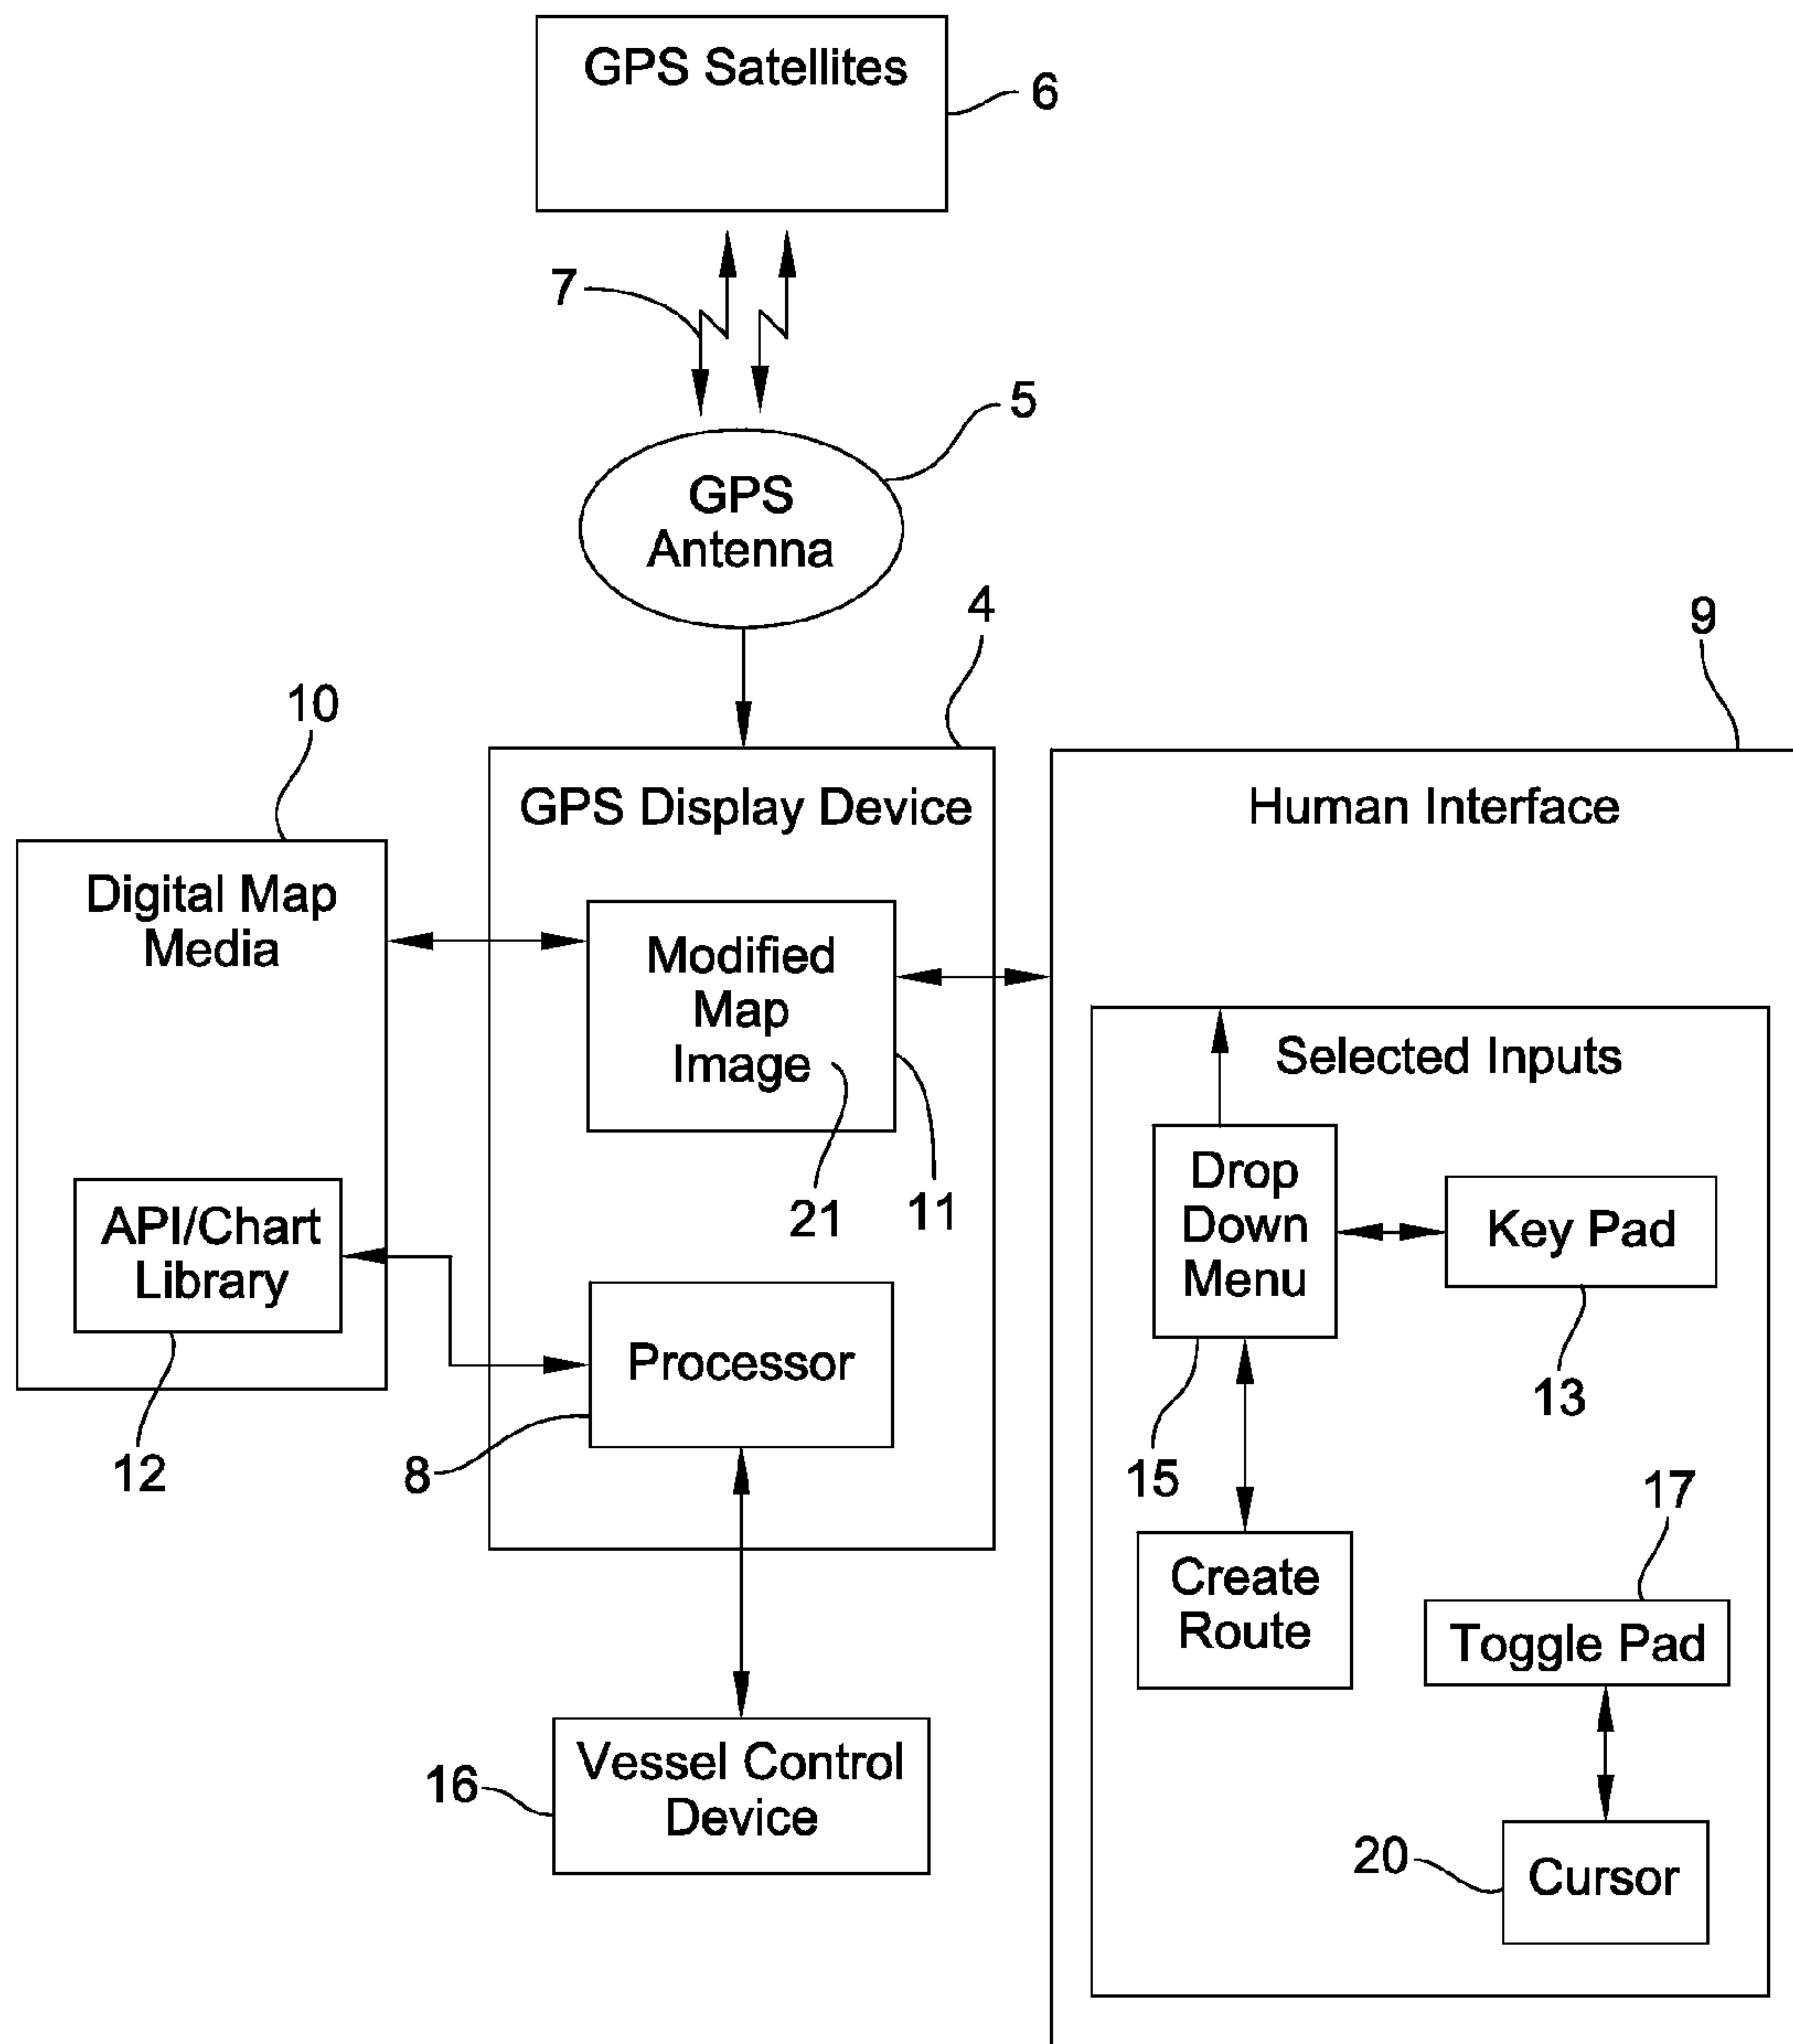 GPS Satellites
6
7
5
GPS
Antenna
4
9
10
GPS Display Device
Human Interface
Digital Map
Media
Modified
Map
Image
Selected Inputs
21
11
API/Chart
Library
Drop
Down
Menu
Key Pad
Processor
13
12
8
15
17
Create
Route
Toggle Pad
Vessel Control
Device
16
20
Cursor